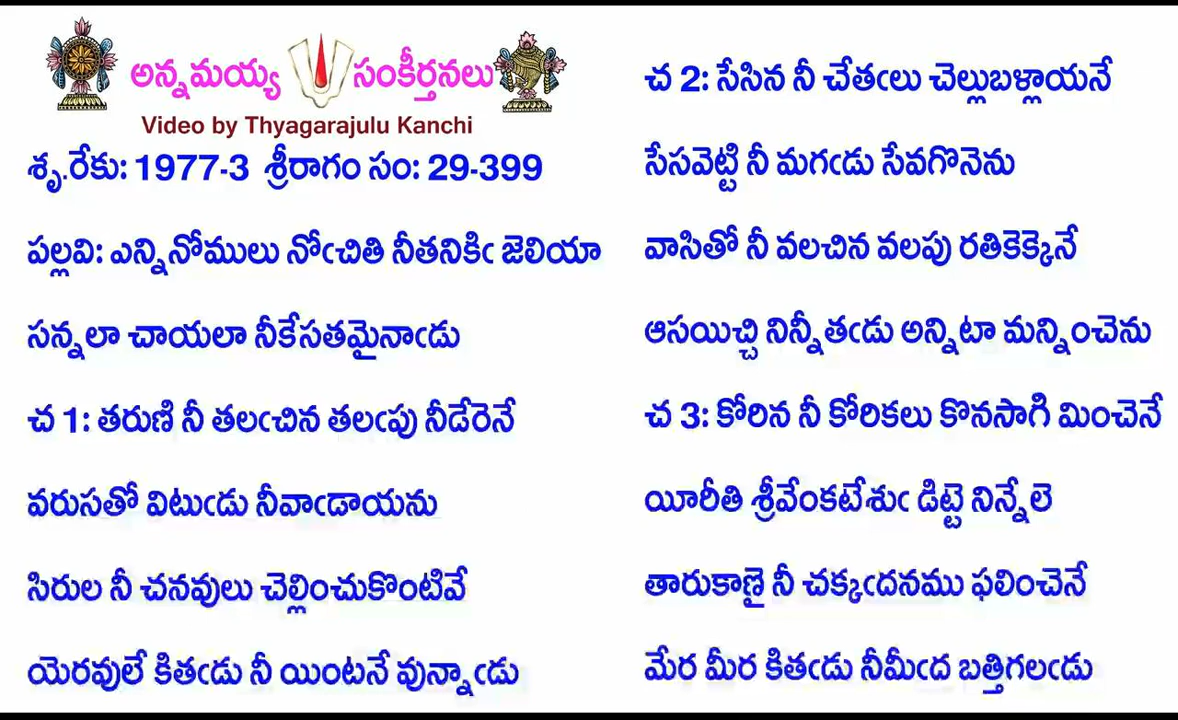 అన్నమయ్య సంకీర్తనలు
Video by Thyagarajulu Kanchi
శృ.రేకు: 1977-3 శ్రీరాగం సం: 29-399
పల్లవి: ఎన్నినోములు నోఁచితి నీతనికిఁ జెలియా
సన్నలా చాయలా నీకేసతమైనాఁడు
చ 1: తరుణి నీ తలఁచిన తలఁపు నీడేరెనే
వరుసతో విటుఁడు నీవాఁడాయను
సిరుల నీ చనవులు చెల్లించుకొంటివే
యెరవులే కితఁడు నీ యింటనే వున్నాఁడు
చ 2: సేసిన నీ చేతఁలు చెల్లుబళ్లాయనే
సేసవెట్టి నీ మగఁడు సేవగొనెను
వాసితో నీ వలచిన వలపు రతికెక్కెనే
ఆసయిచ్చి నిన్నీతఁడు అన్నిటా మన్నించెను
చ 3: కోరిన నీ కోరికలు కొనసాగి మించెనే
యీరీతి శ్రీవేంకటేశుఁ డిట్టె నిన్నేలె
తారుకాణై నీ చక్కఁదనము ఫలించెనే
మేర మీర కితఁడు నీమీఁద బత్తిగలఁడు